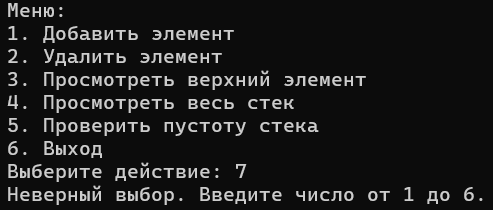 Меню:
1. Добавить элемент
2. Удалить элемент
3. Просмотреть верхний элемент
4. Просмотреть весь стек
5. Проверить пустоту стека
6. Выход
Выберите действие: 7
Неверный выбор. Введите число от 1 до 6.